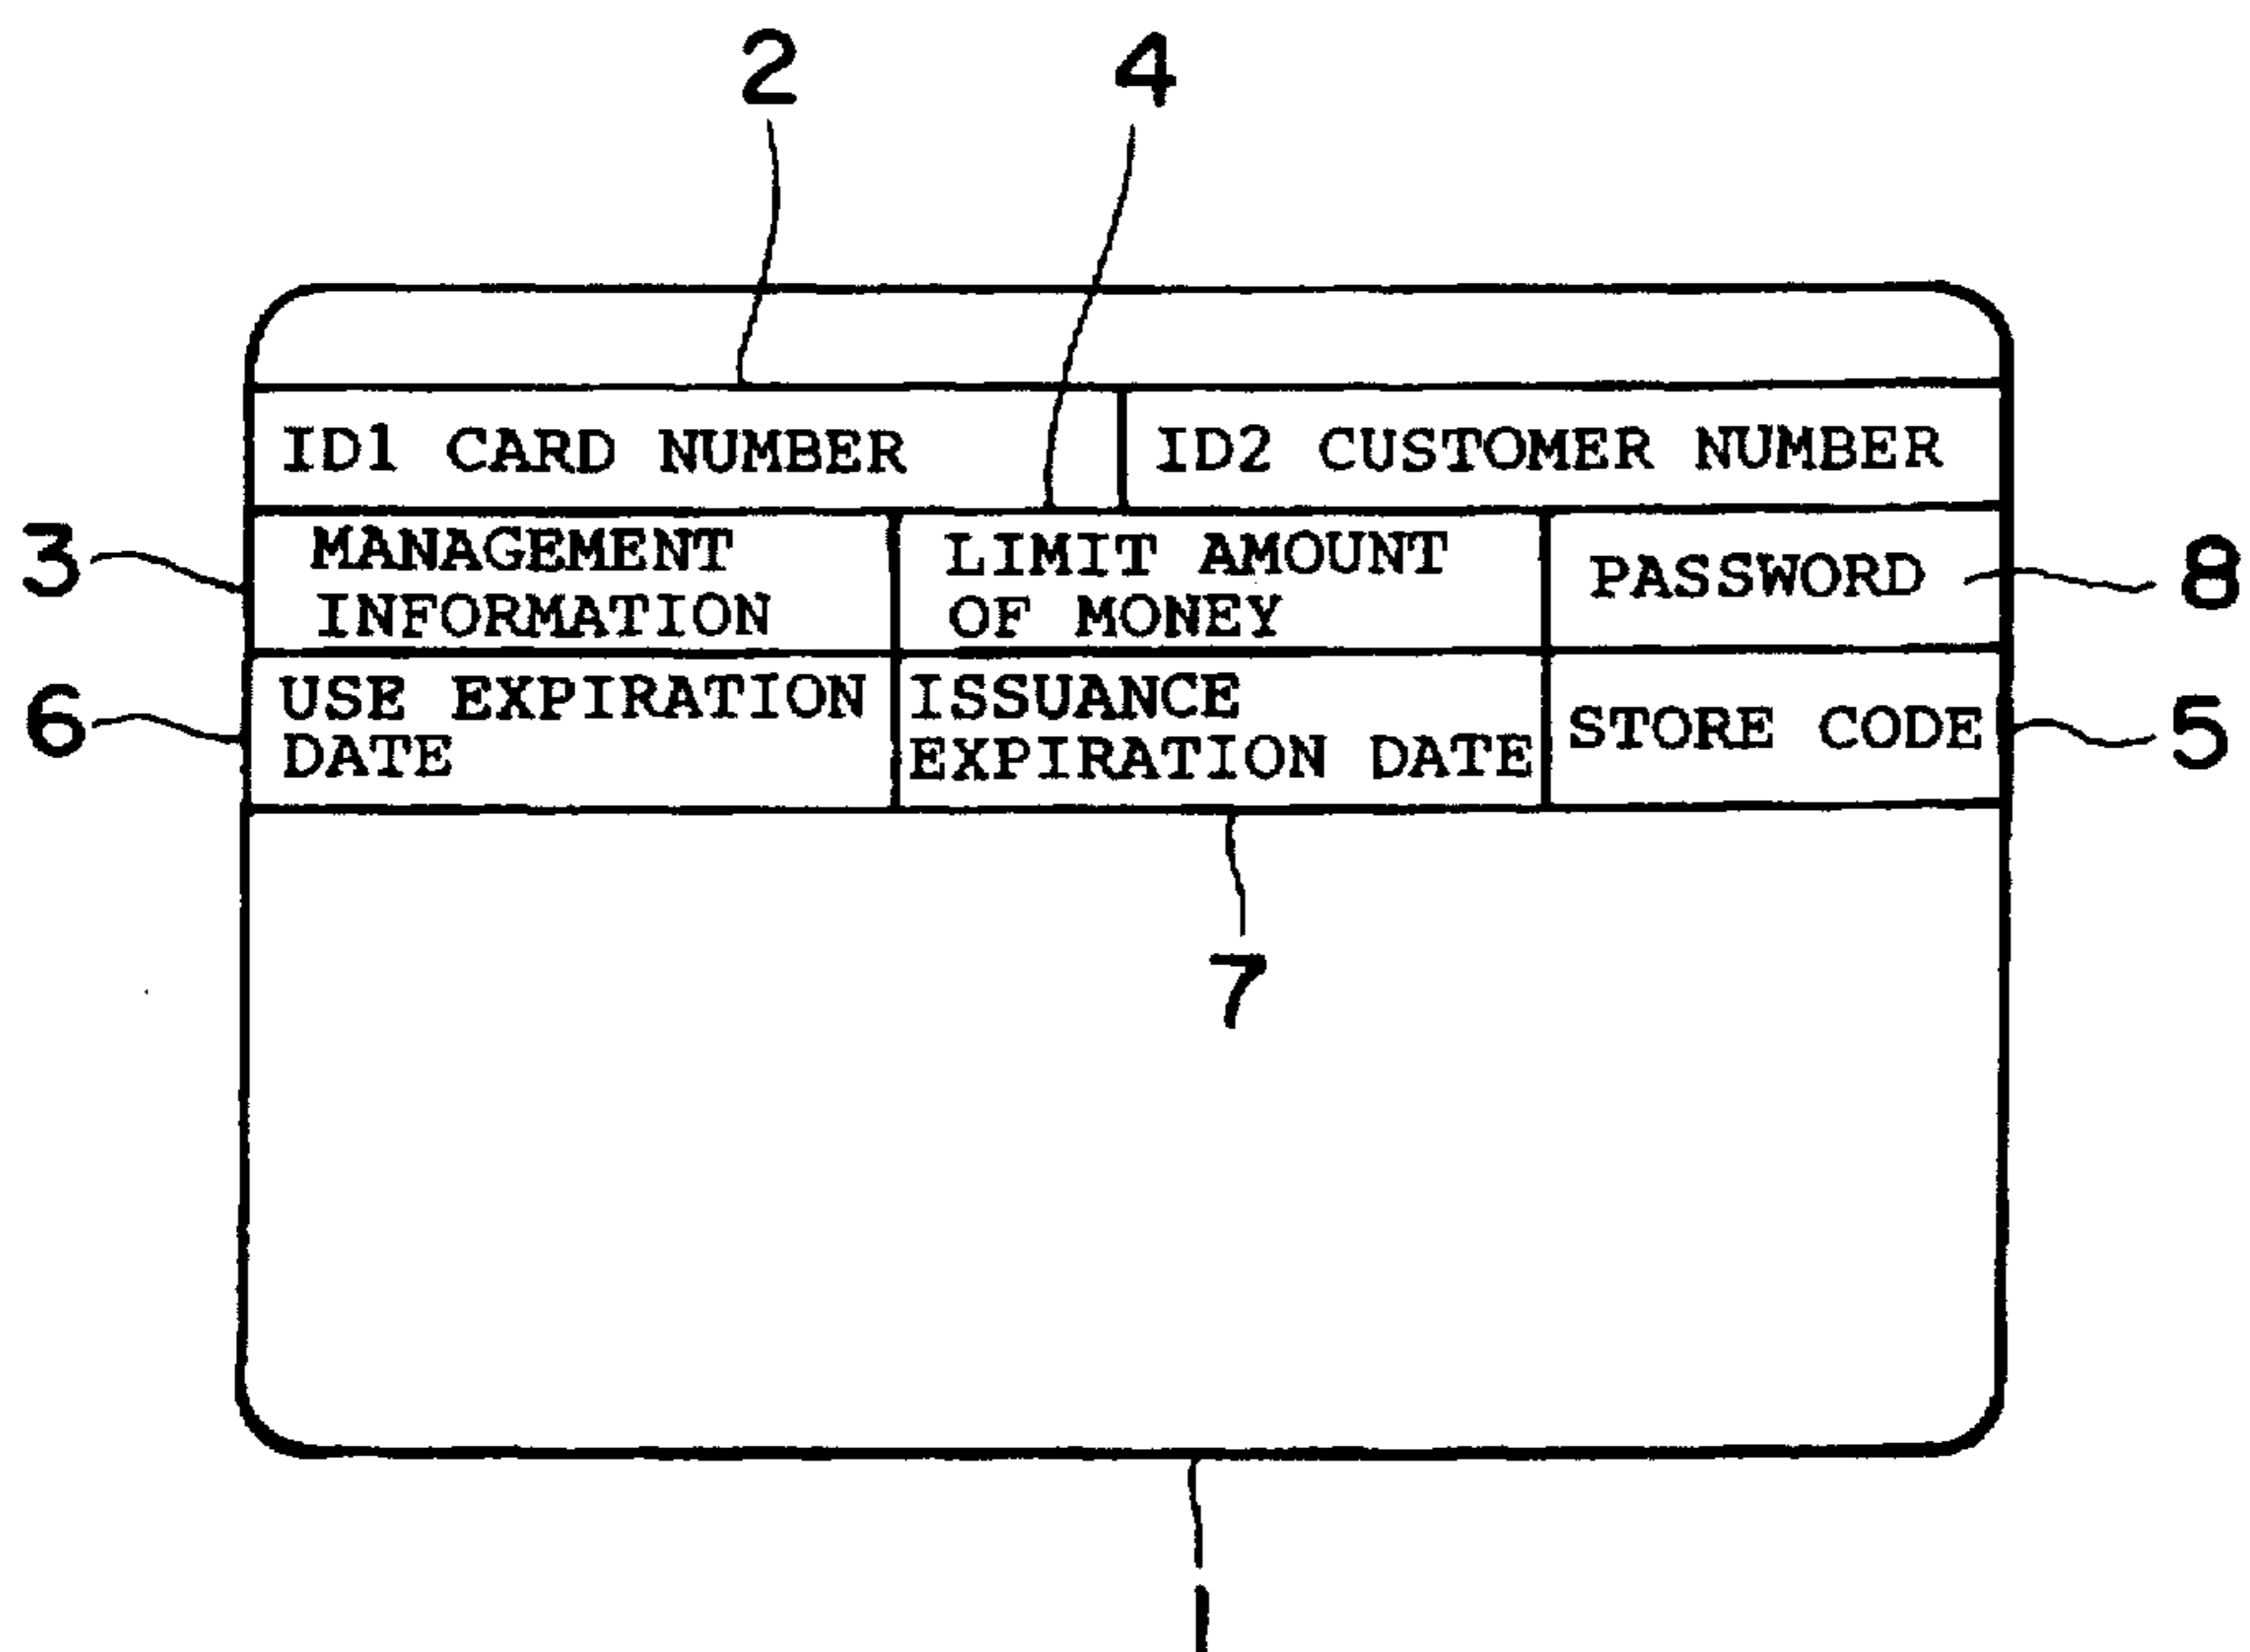 2 4
ID1 CARD NUMBER ID2 CUSTOMER NUMBER
3 MANAGEMENT INFORMATION LIMIT AMOUNT OF MONEY PASSWORD 8
6 USE EXPIRATION DATE ISSUANCE EXPIRATION DATE STORE CODE 5
7
1